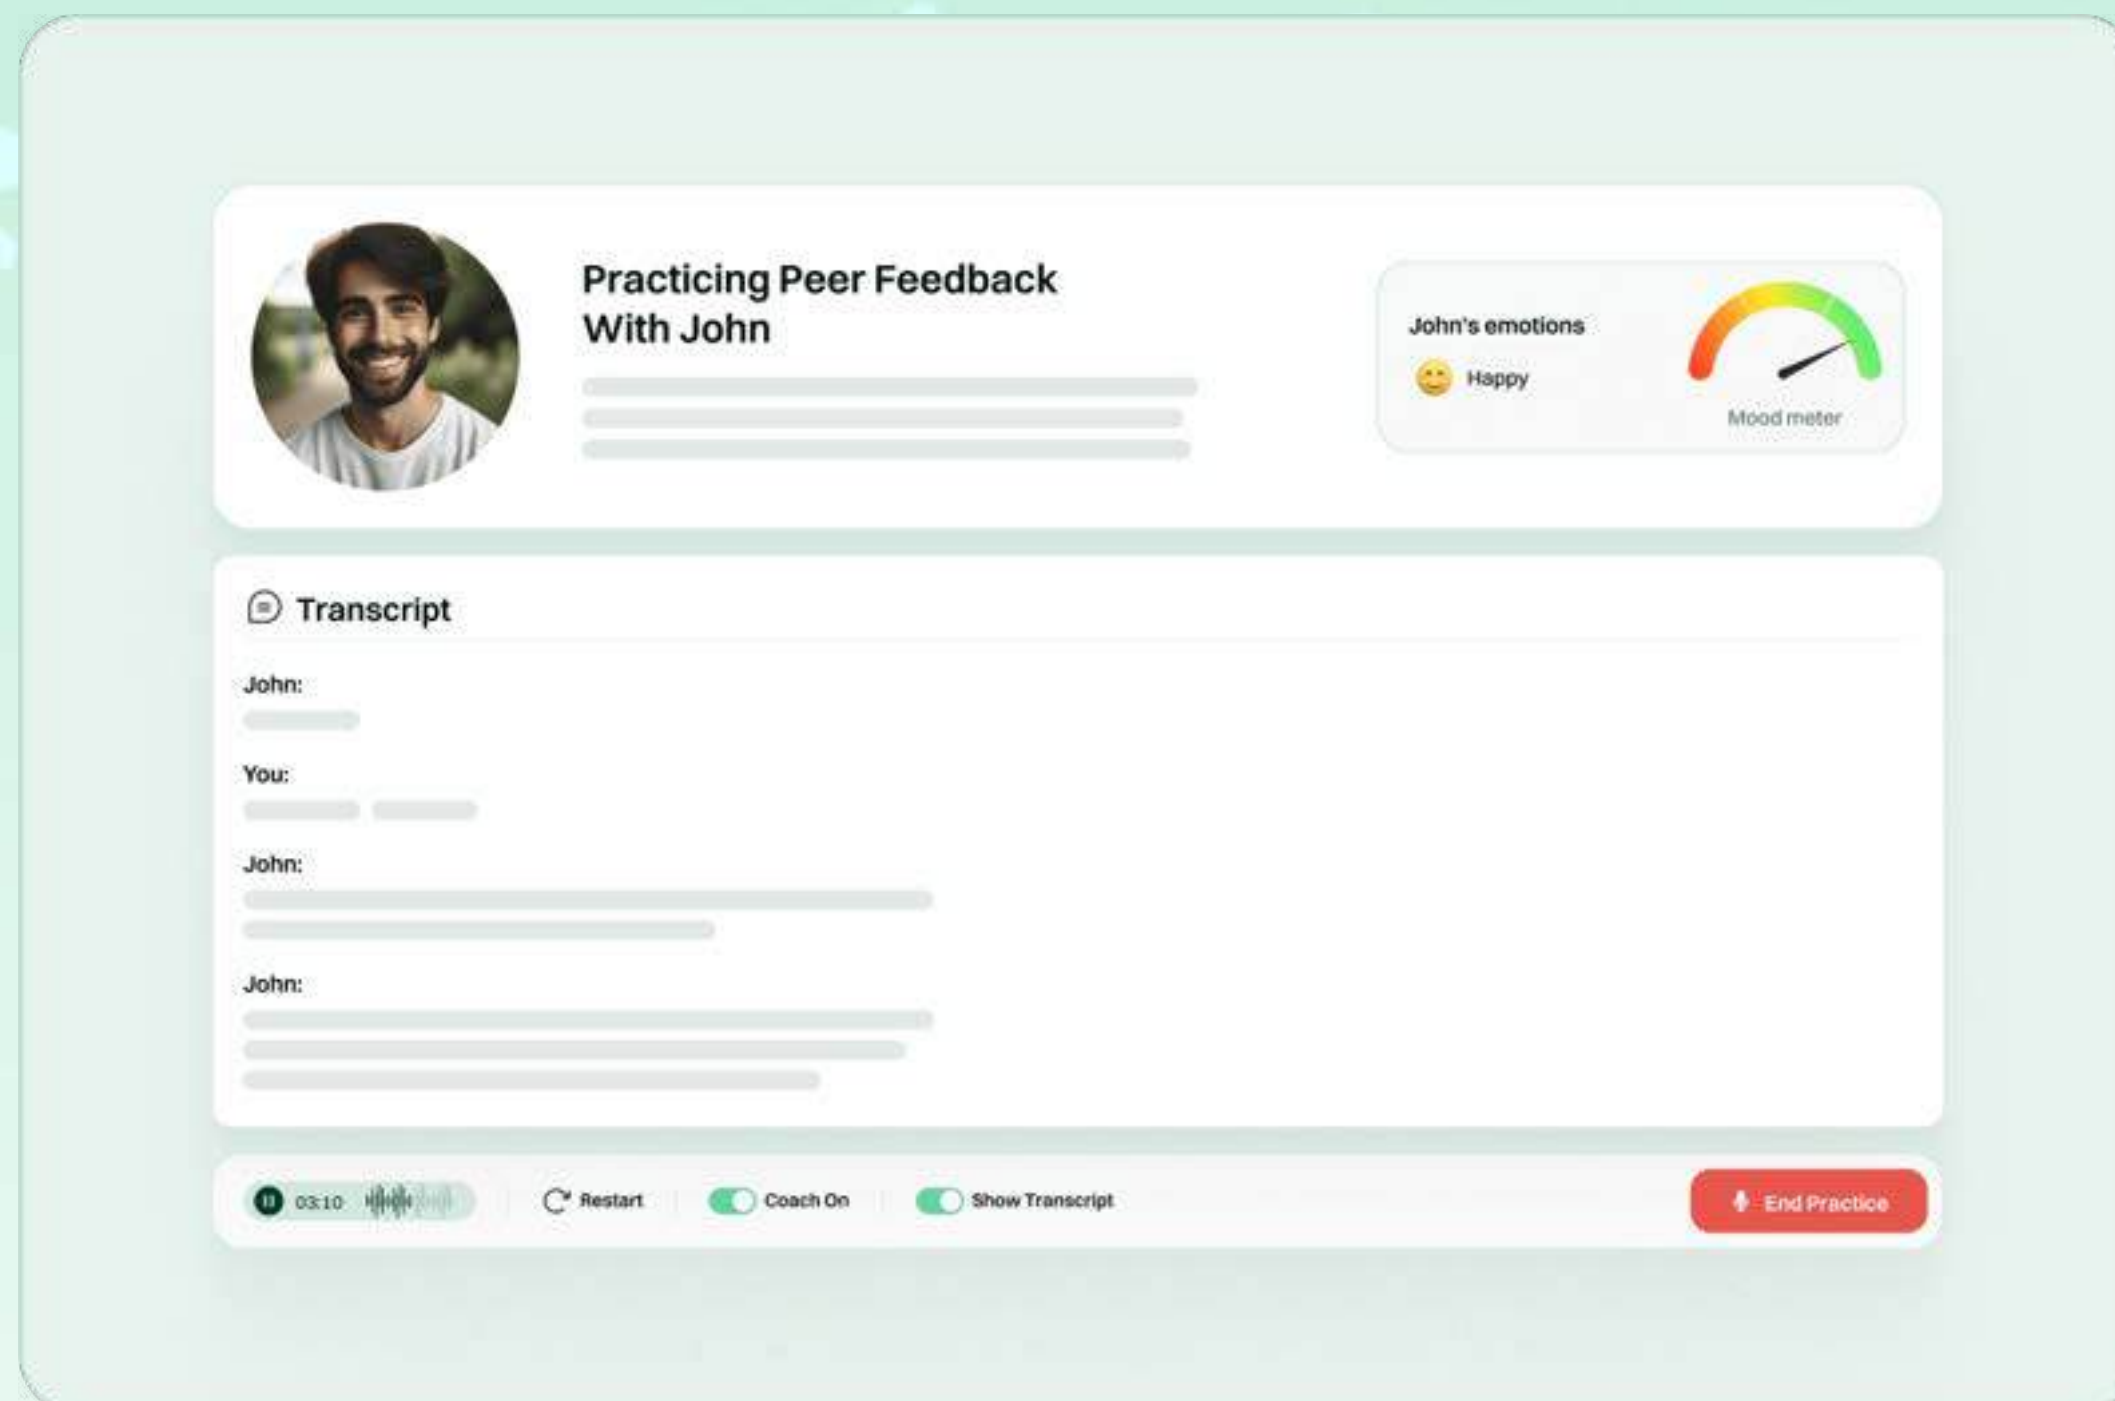 Practicing Peer Feedback
With John
John's emotions
Happy
Mood meter
Transcript
John:
You:
John:
John:
03:10
Restart
Coach On
Show Transcript
End Practice